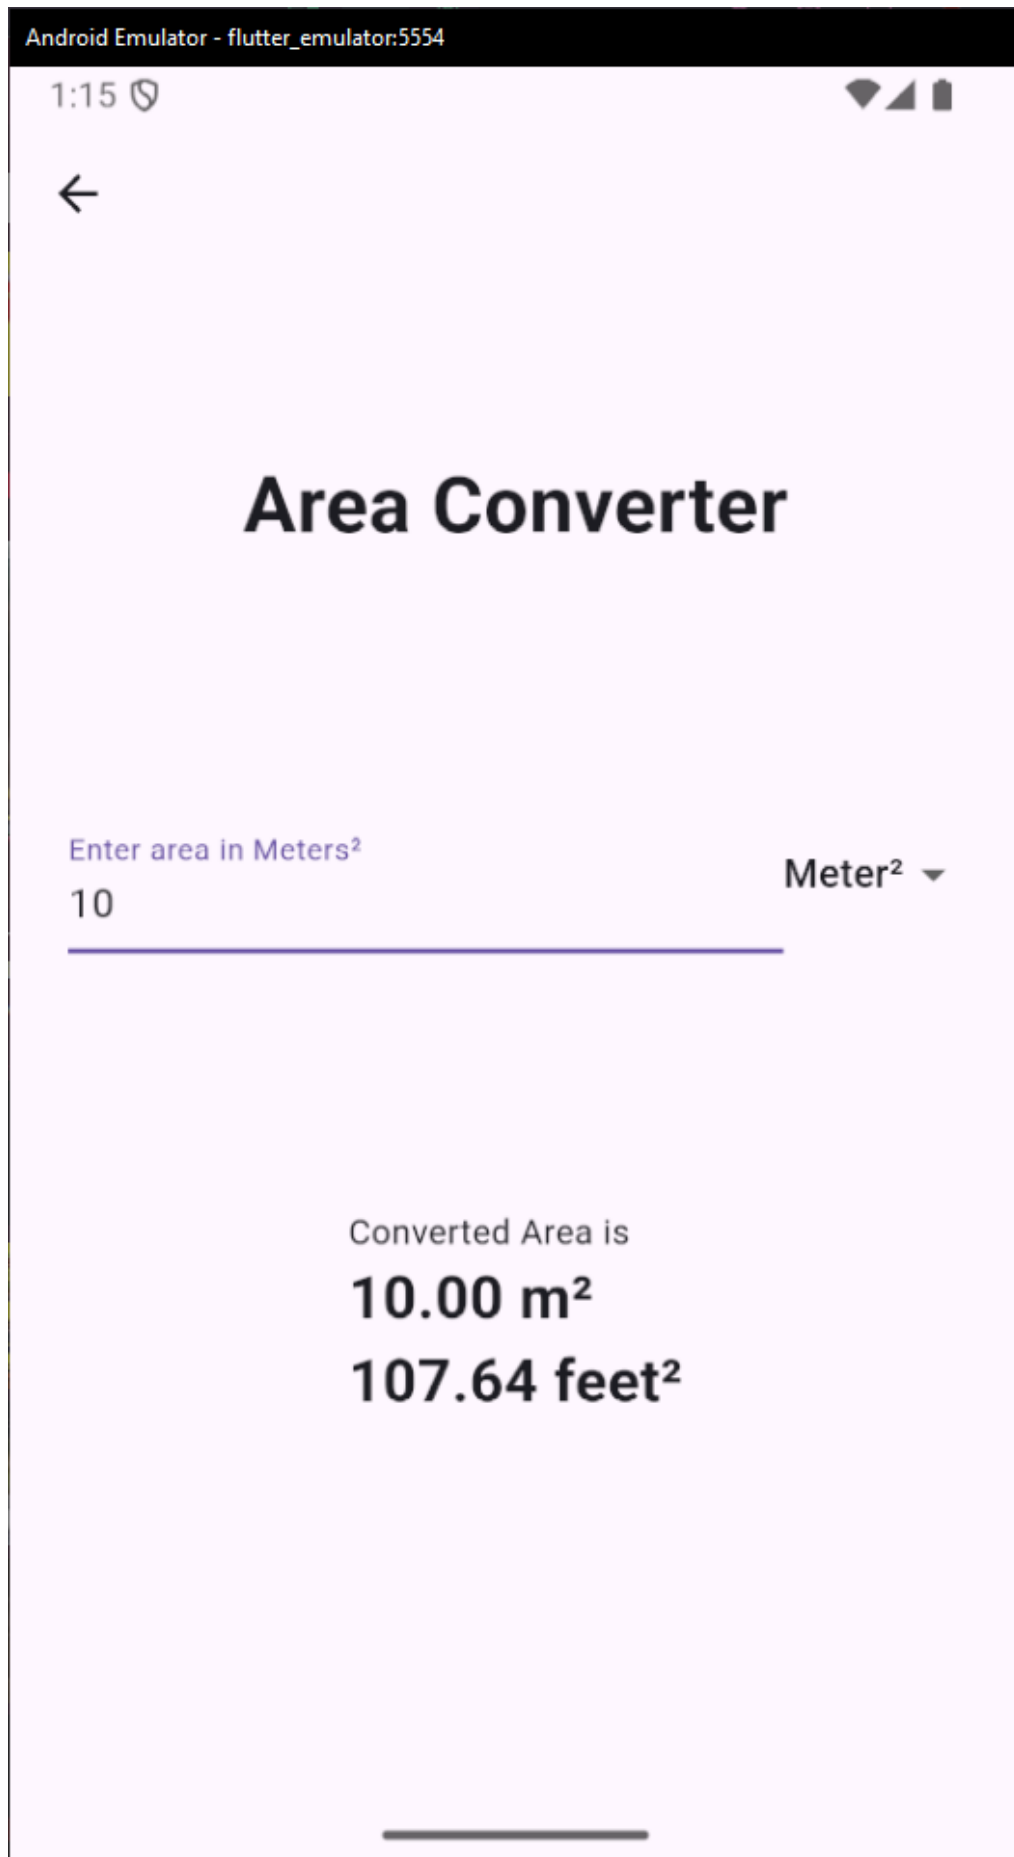 Android Emulator - flutter_emulator:5554
1:15
Area Converter
Enter area in Meters²
10
Meter²
Converted Area is
10.00 m²
107.64 feet²